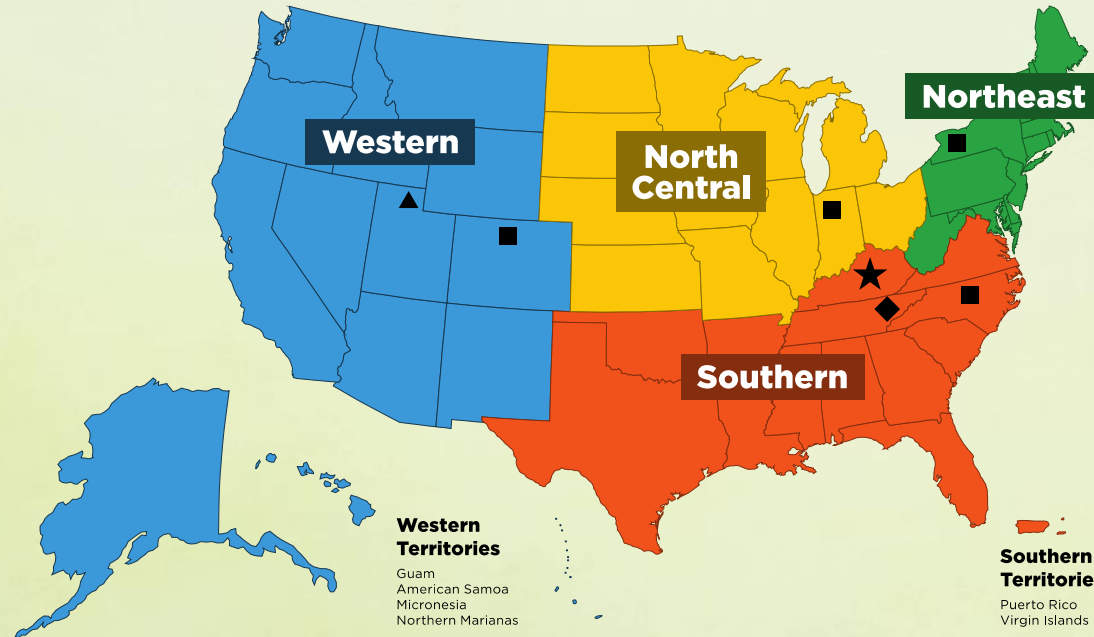 Northeast
Western
North
Central
Southern
Western
Territories
Guam
American Samoa
Micronesia
Northern Marianas
Southern
Territorie
Puerto Rico
Virgin Islands